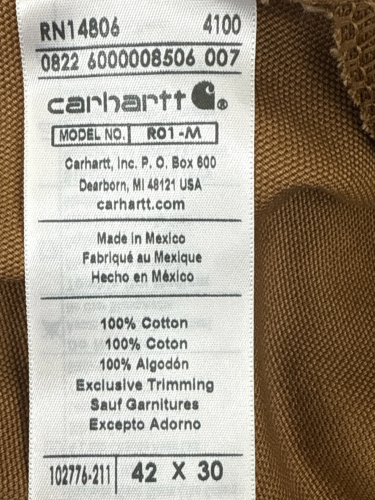 RN14806 4100
0822 6000008506 007
carhartt ®
MODEL NO. R01-M
Carhartt, Inc. P. O. Box 600
Dearborn, MI 48121 USA
carhartt.com
Made in Mexico
Fabriqué au Mexique
Hecho en México
100% Cotton
100% Coton
100% Algodón
Exclusive Trimming
Sauf Garnitures
Excepto Adorno
102776-211 42 X 30